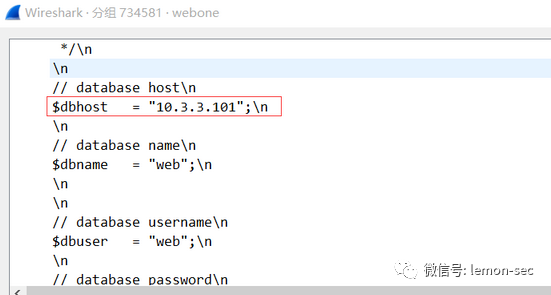 Wireshark · 分组 734581 · webone
*/\n
\n
// database host\n
$dbhost   = "10.3.3.101";\n
\n
// database name\n
$dbname   = "web";\n
\n
\n
// database username\n
$dbuser   = "web";\n
\n
// database password\n
微信号: lemon-sec